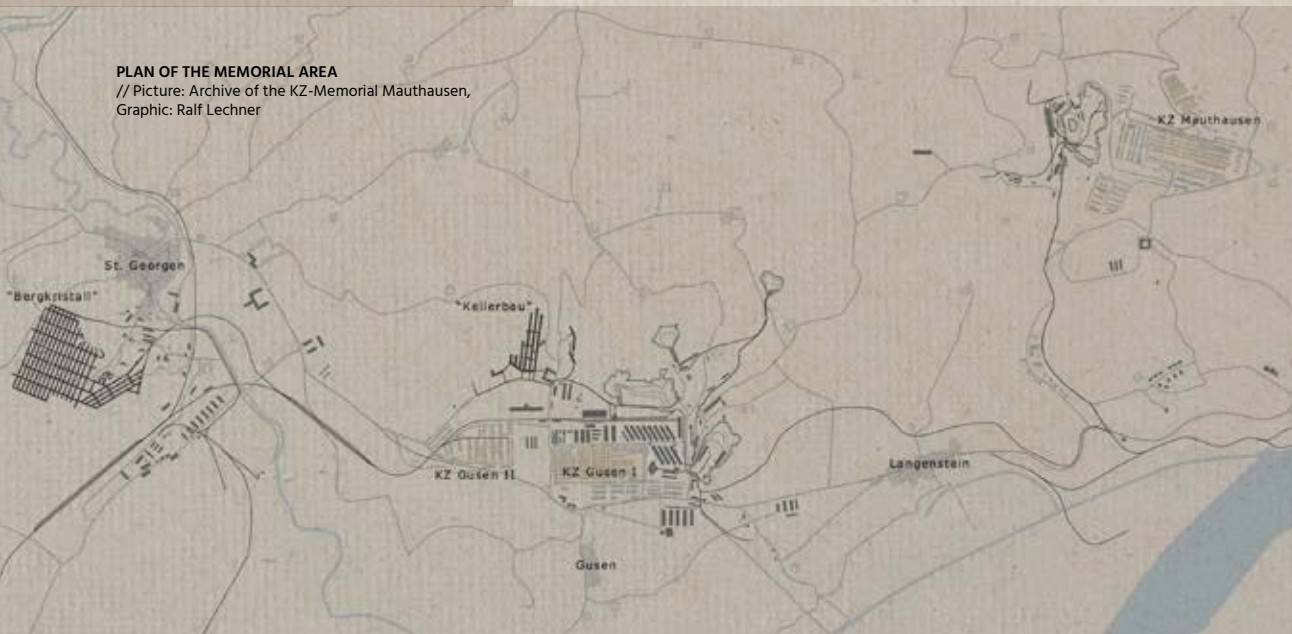 PLAN OF THE MEMORIAL AREA
// Picture: Archive of the KZ-Memorial Mauthausen,
Graphic: Ralf Lechner
KZ Mauthausen
St. Georgen
"Bergkristall"
"Kellerbau"
KZ Gusen II
KZ Gusen I
Langenstein
Gusen